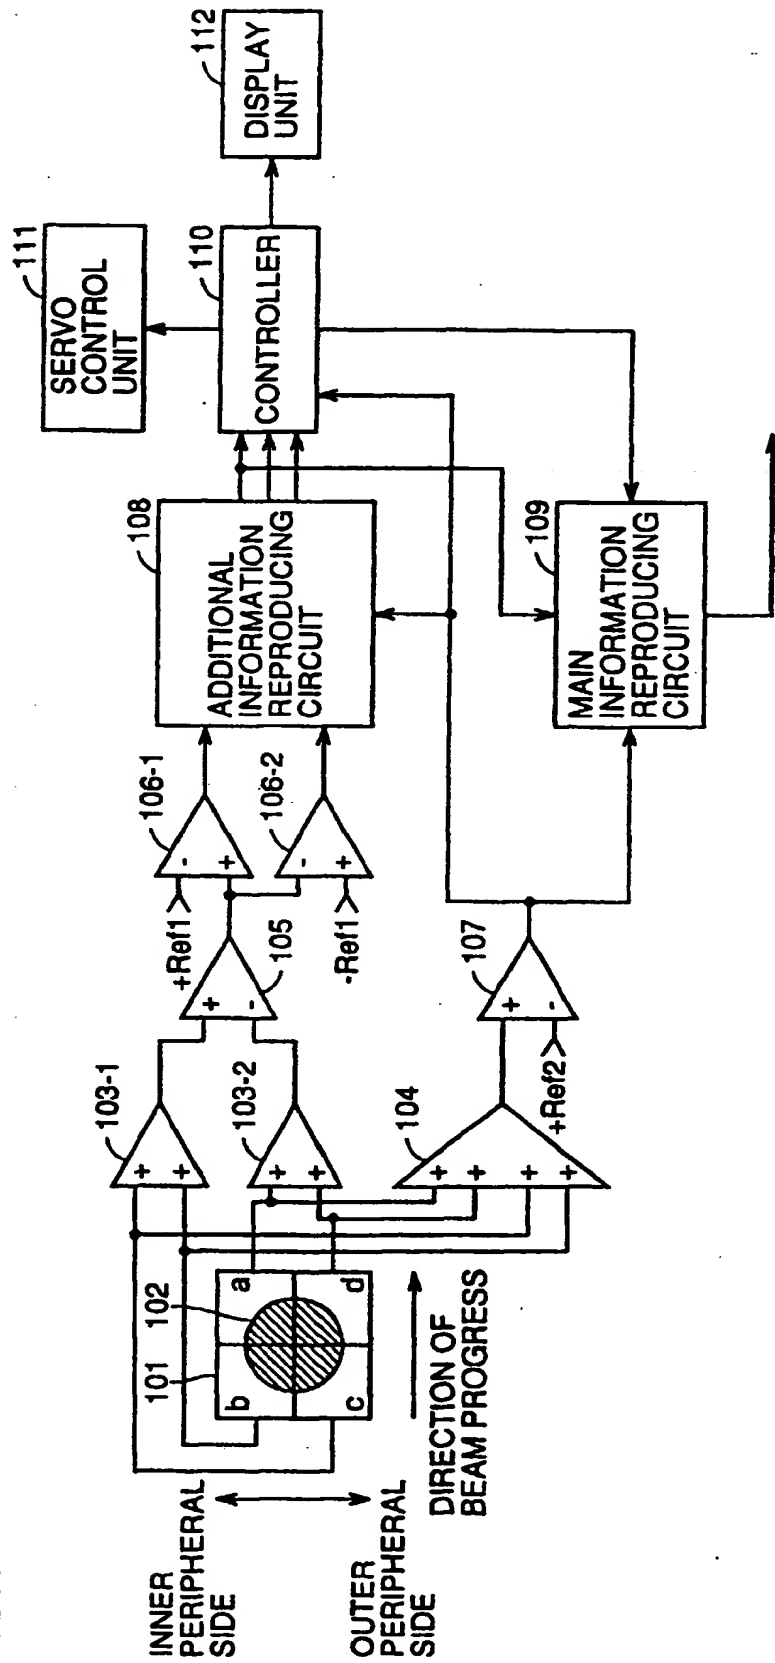 INNER
PERIPHERAL
SIDE
OUTER
PERIPHERAL
SIDE
DIRECTION OF
BEAM PROGRESS
101
102
b
a
c
d
103-1
+
+
103-2
+
+
104
+
+
+
+
105
+
-
+Ref1
-Ref1
106-1
-
+
106-2
-
+
107
+
-
+Ref2
108
ADDITIONAL
INFORMATION
REPRODUCING
CIRCUIT
109
MAIN
INFORMATION
REPRODUCING
CIRCUIT
110
CONTROLLER
111
SERVO
CONTROL
UNIT
112
DISPLAY
UNIT